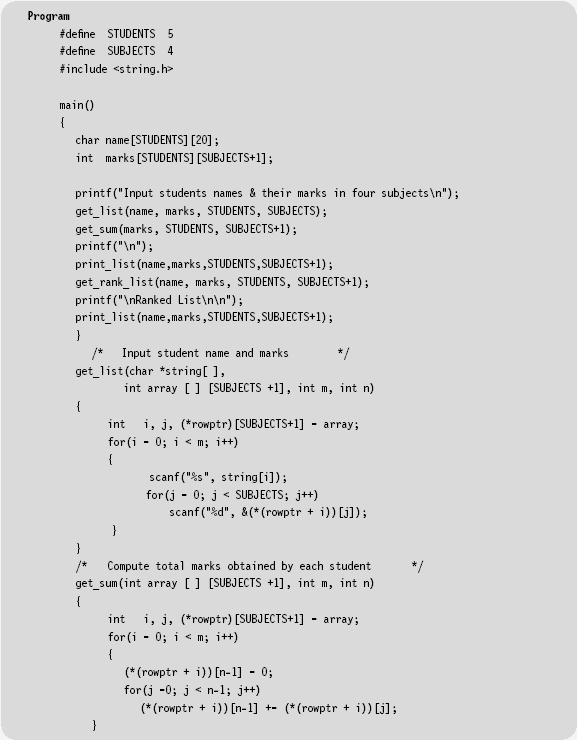 Program
#define STUDENTS 5
#define SUBJECTS 4
#include <string.h>
main()
{
char name[STUDENTS][20];
int marks[STUDENTS][SUBJECTS+1];
printf("Input students names & their marks in four subjects\n");
get_list(name, marks, STUDENTS, SUBJECTS);
get_sum(marks, STUDENTS, SUBJECTS+1);
printf("\n");
print_list(name,marks,STUDENTS,SUBJECTS+1);
get_rank_list(name, marks, STUDENTS, SUBJECTS+1);
printf("\nRanked List\n\n");
print_list(name,marks,STUDENTS,SUBJECTS+1);
}
/* Input student name and marks */
get_list(char *string[ ],
int array [ ] [SUBJECTS +1], int m, int n)
{
int i, j, (*rowptr)[SUBJECTS+1] = array;
for(i = 0; i < m; i++)
{
scanf("%s", string[i]);
for(j = 0; j < SUBJECTS; j++)
scanf("%d", &(*(rowptr + i))[j]);
}
}
/* Compute total marks obtained by each student */
get_sum(int array [ ] [SUBJECTS +1], int m, int n)
{
int i, j, (*rowptr)[SUBJECTS+1] = array;
for(i = 0; i < m; i++)
{
(*(rowptr + i))[n-1] = 0;
for(j =0; j < n-1; j++)
(*(rowptr + i))[n-1] += (*(rowptr + i))[j];
}